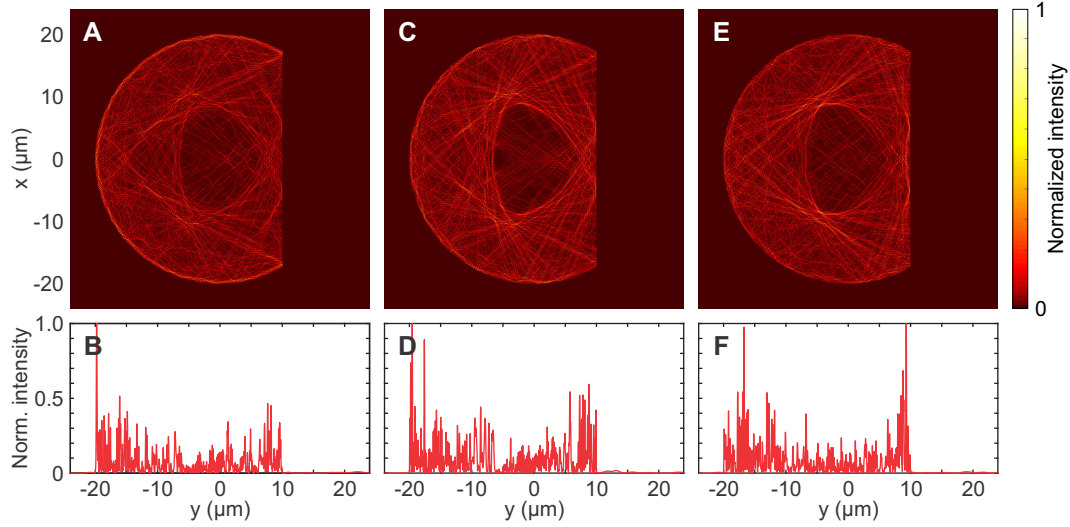 A
C
E
20
10
0
-10
-20
x (µm)
1
0
Normalized intensity
B
D
F
1.0
0.5
0
Norm. intensity
-20 -10 0 10 20
-20 -10 0 10 20
-20 -10 0 10 20
y (µm)
y (µm)
y (µm)